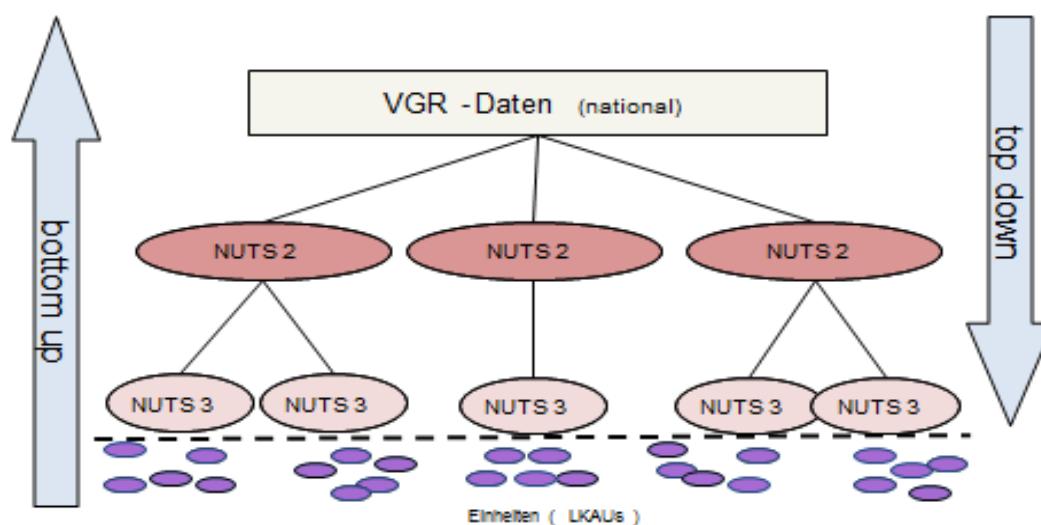 VGR -Daten (national)
bottom up
top down
NUTS 2
NUTS 2
NUTS 2
NUTS 3
NUTS 3
NUTS 3
NUTS 3
NUTS 3
Einheiten ( LKAUs )